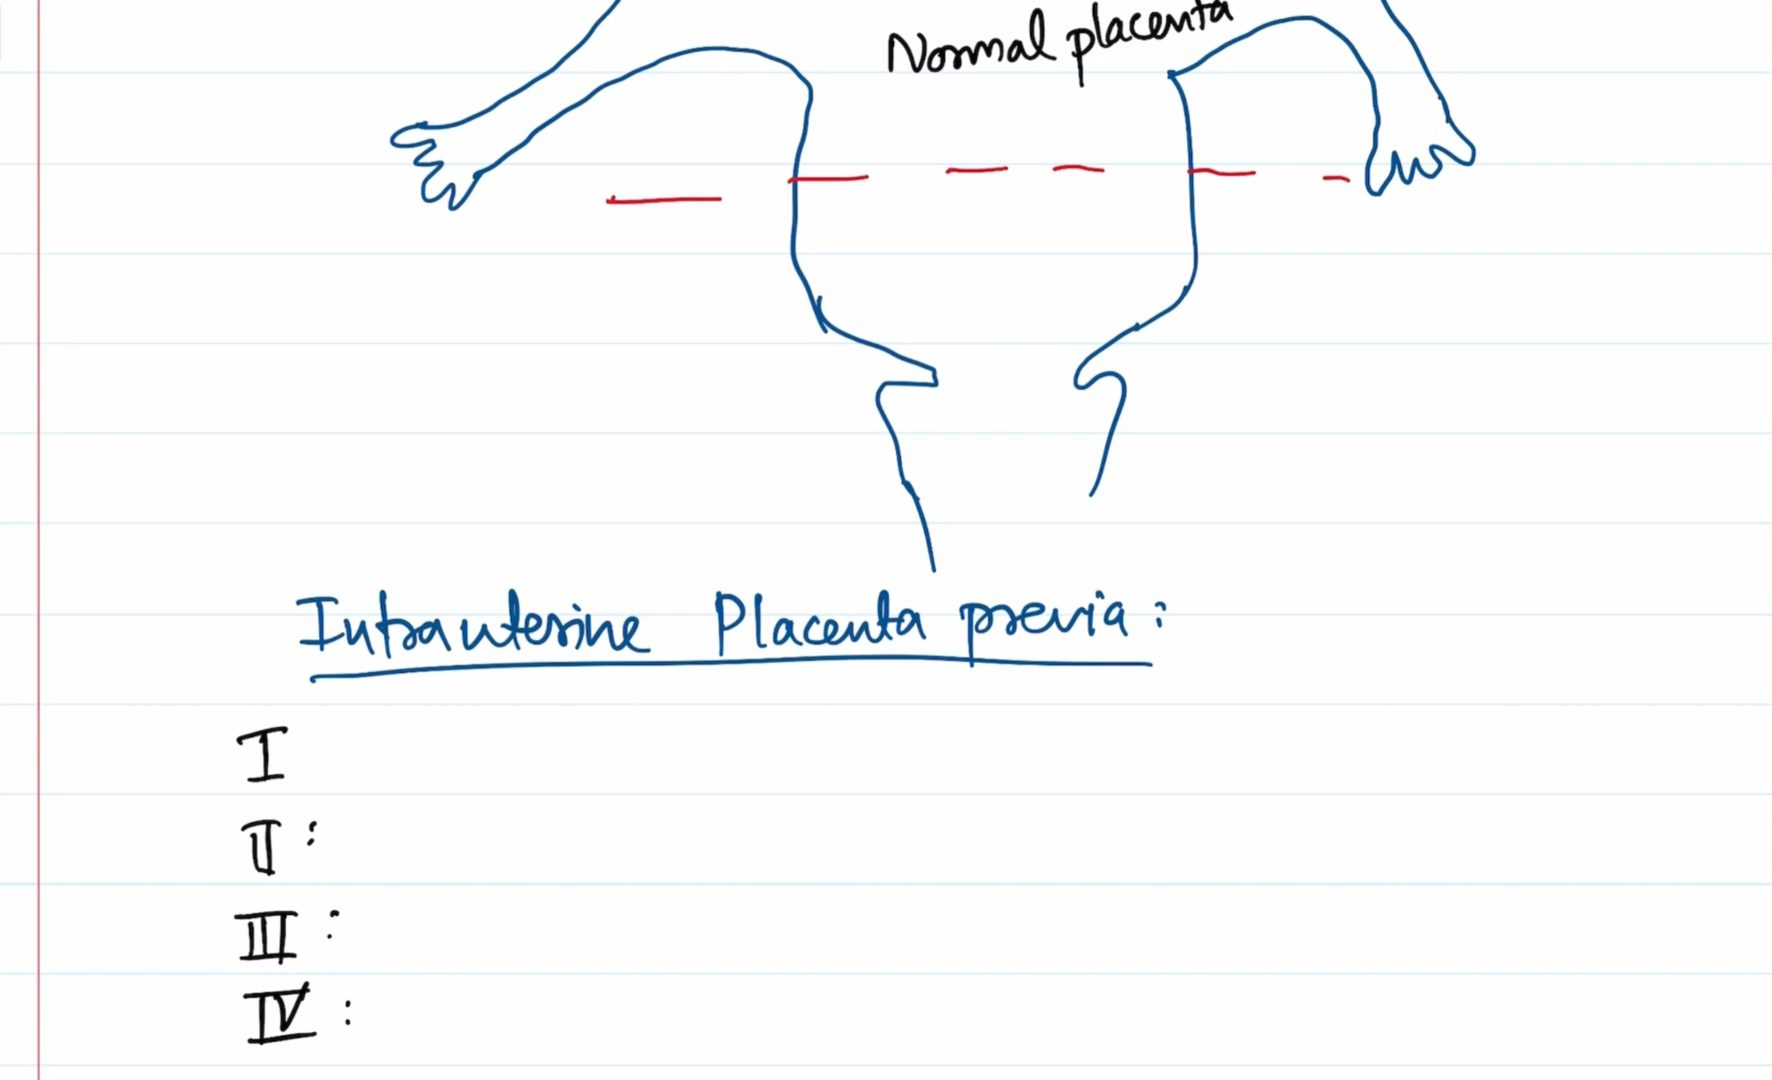 Normal placenta
Intrauterine Placenta previa:
I
II :
III :
IV :